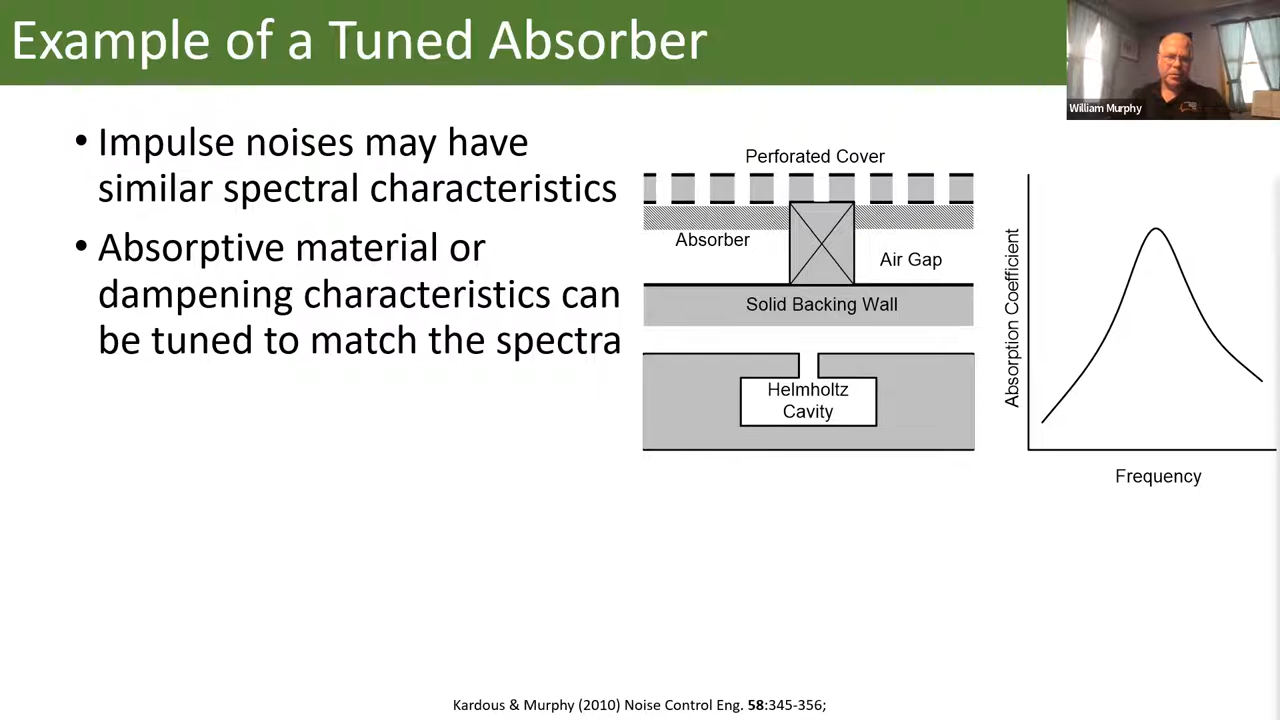 Example of a Tuned Absorber
William Murphy
• Impulse noises may have
similar spectral characteristics
• Absorptive material or
dampening characteristics can
be tuned to match the spectra
Perforated Cover
Absorber
Air Gap
Solid Backing Wall
Helmholtz
Cavity
Absorption Coefficient
Frequency
Kardous & Murphy (2010) Noise Control Eng. 58:345-356;